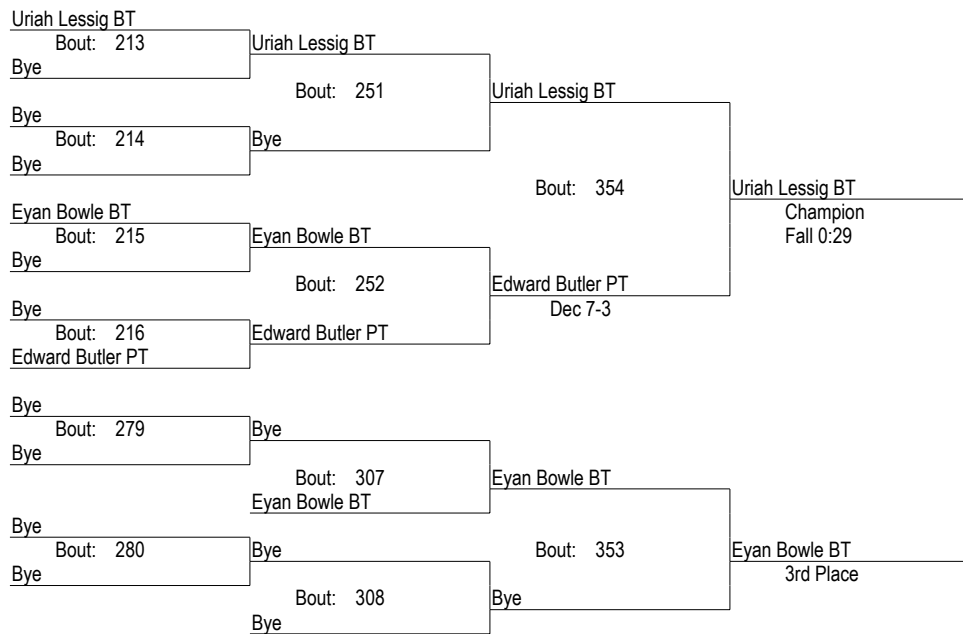 Uriah Lessig BT
Bout: 213
Uriah Lessig BT
Bye
Bout: 251
Uriah Lessig BT
Bye
Bout: 214
Bye
Bye
Bout: 354
Uriah Lessig BT
Eyan Bowle BT
Champion
Bout: 215
Eyan Bowle BT
Fall 0:29
Bye
Bout: 252
Edward Butler PT
Bye
Dec 7-3
Bout: 216
Edward Butler PT
Edward Butler PT
Bye
Bout: 279
Bye
Bye
Bout: 307
Eyan Bowle BT
Eyan Bowle BT
Bye
Bout: 280
Bye
Bout: 353
Eyan Bowle BT
Bye
3rd Place
Bout: 308
Bye
Bye